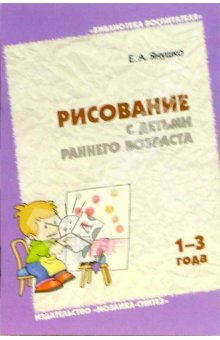 «БИБЛИОТЕКА ВОСПИТАТЕЛЯ»
Е. А. Янушко
РИСОВАНИЕ
С ДЕТЬМИ
РАННЕГО ВОЗРАСТА
1–3
года
ИЗДАТЕЛЬСТВО «МОЗАИКА-СИНТЕЗ»